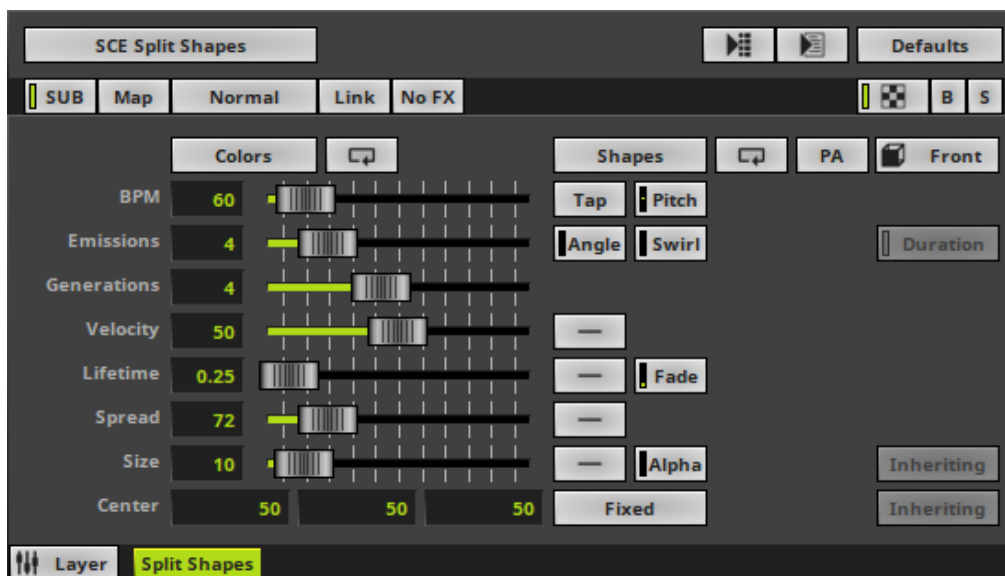 SCE Split Shapes Defaults
SUB Map Normal Link No FX B S
Colors Shapes PA Front
BPM 60 Tap Pitch
Emissions 4 Angle Swirl Duration
Generations 4
Velocity 50 —
Lifetime 0.25 — Fade
Spread 72 —
Size 10 — Alpha Inheriting
Center 50 50 50 Fixed Inheriting
Layer Split Shapes